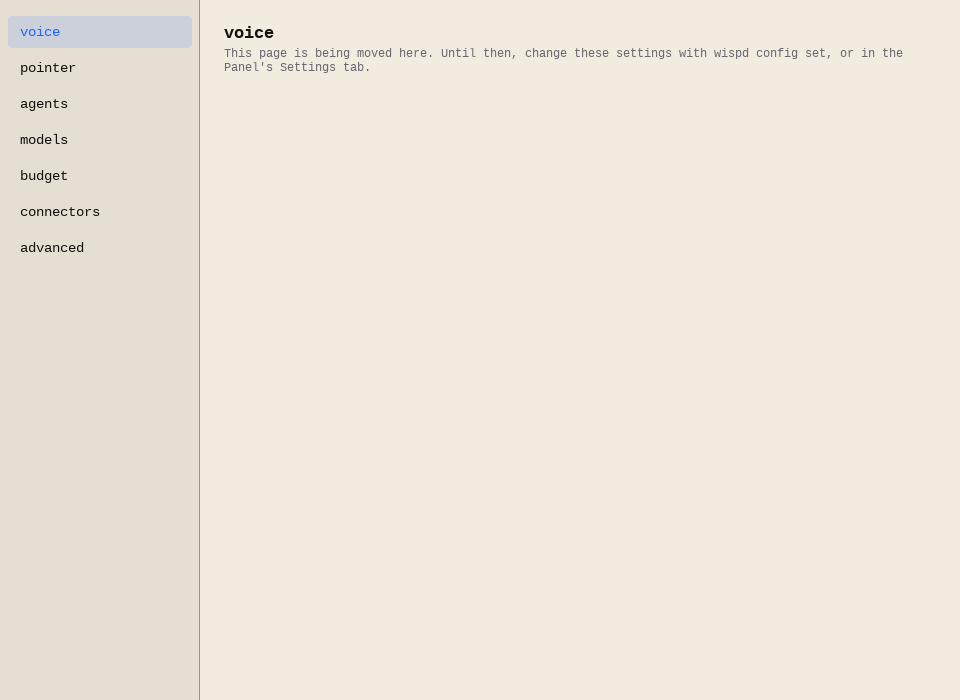 voice
pointer
agents
models
budget
connectors
advanced
voice
This page is being moved here. Until then, change these settings with wispd config set, or in the
Panel's Settings tab.